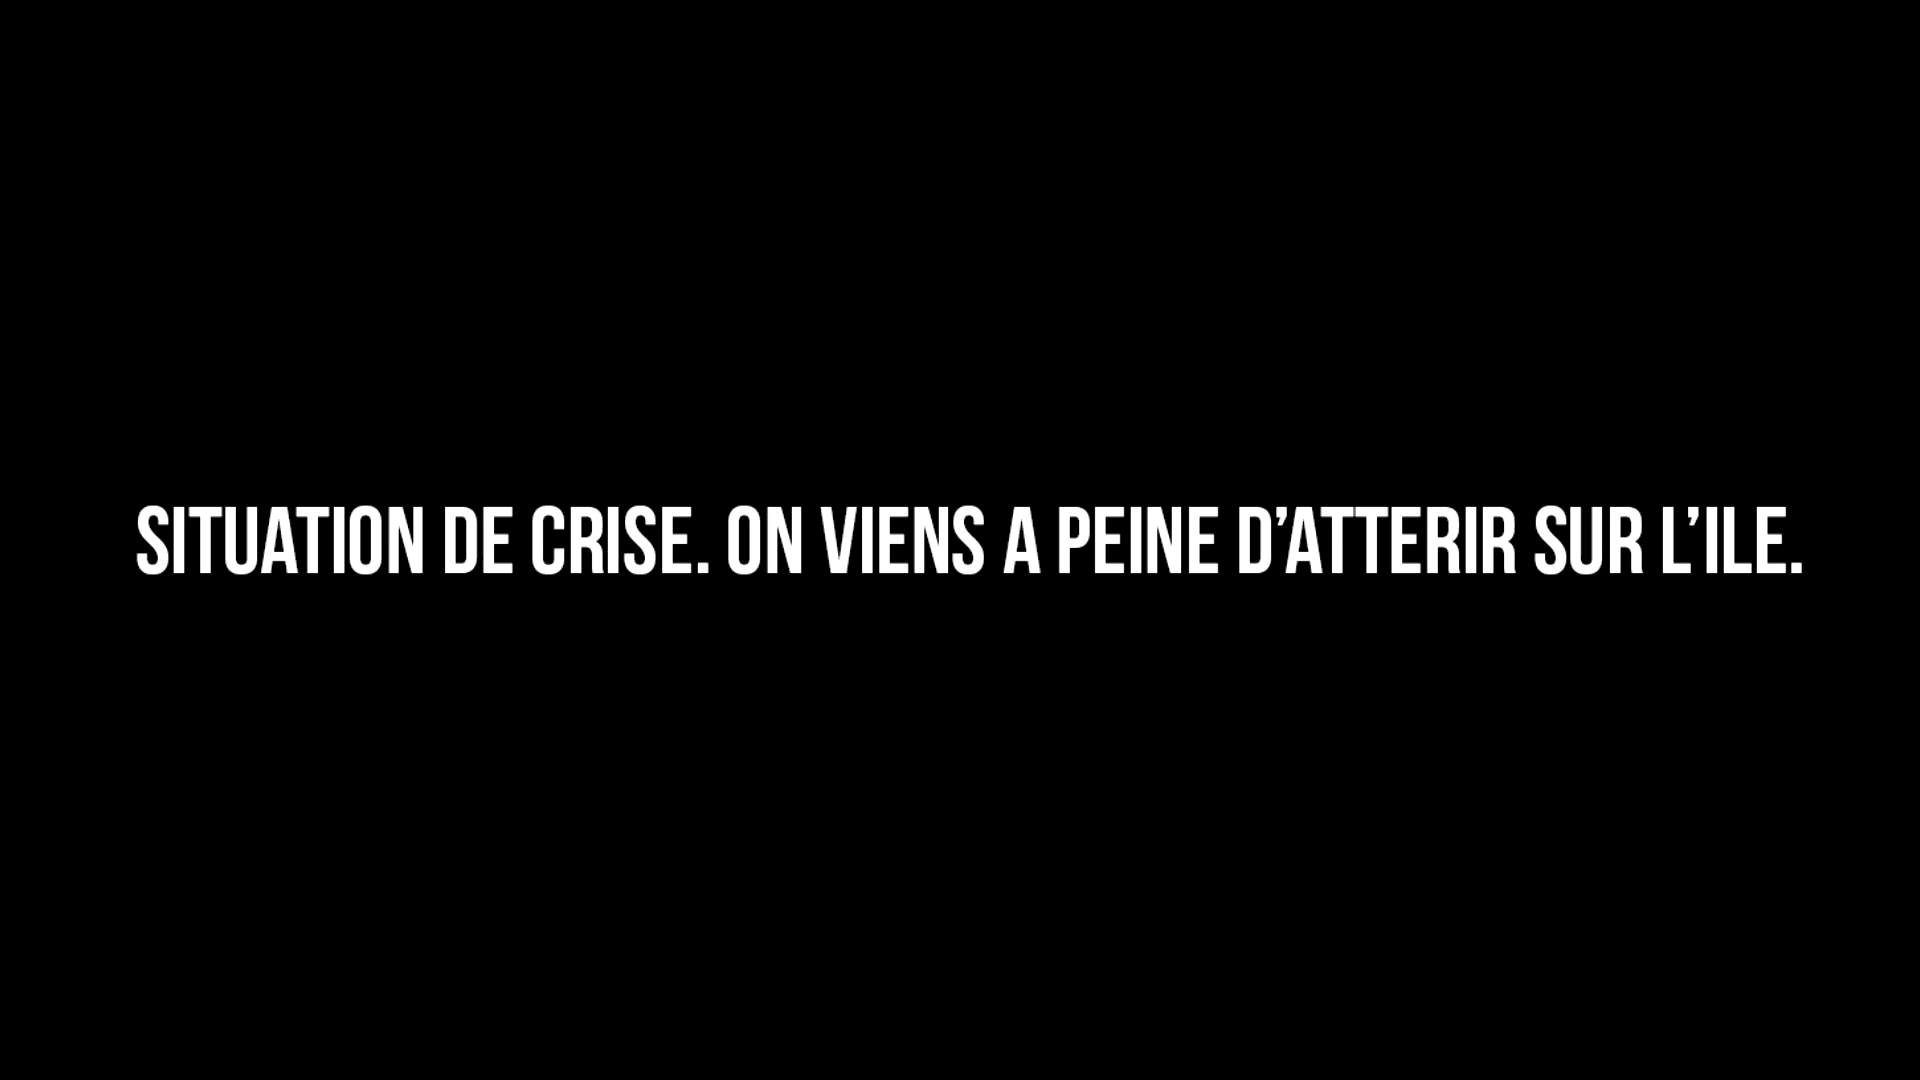 SITUATION DE CRISE. ON VIENS A PEINE D’ATTERIR SUR L’ILE.